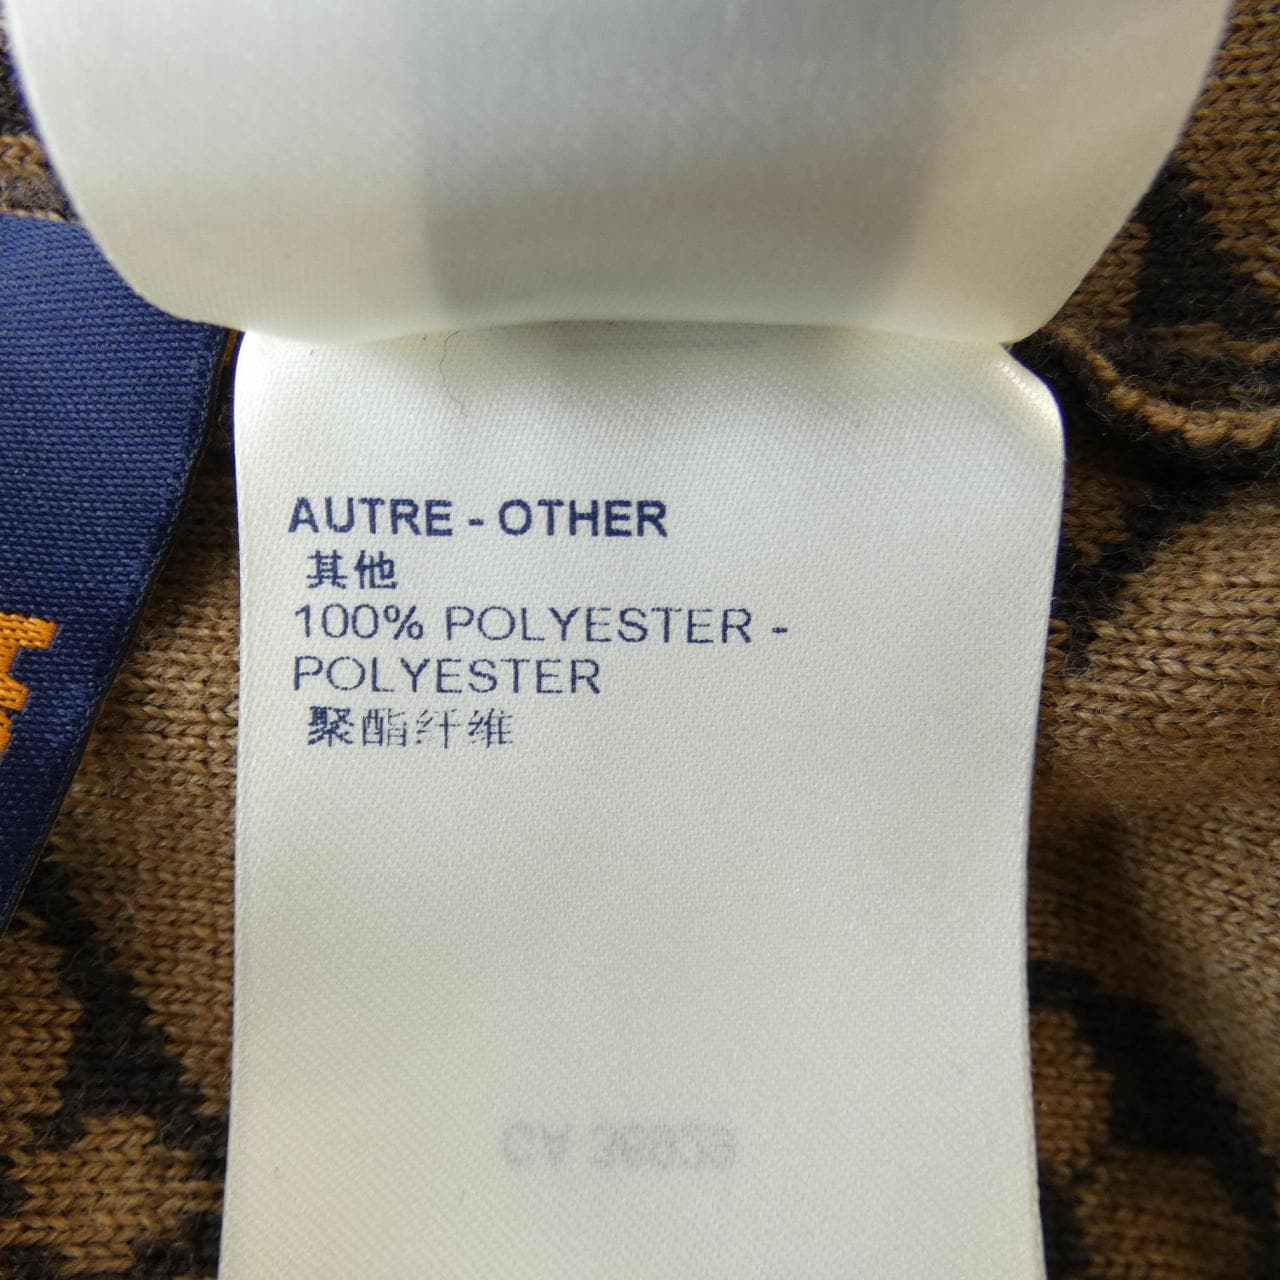 AUTRE - OTHER
其他
100% POLYESTER -
POLYESTER
聚酯纤维